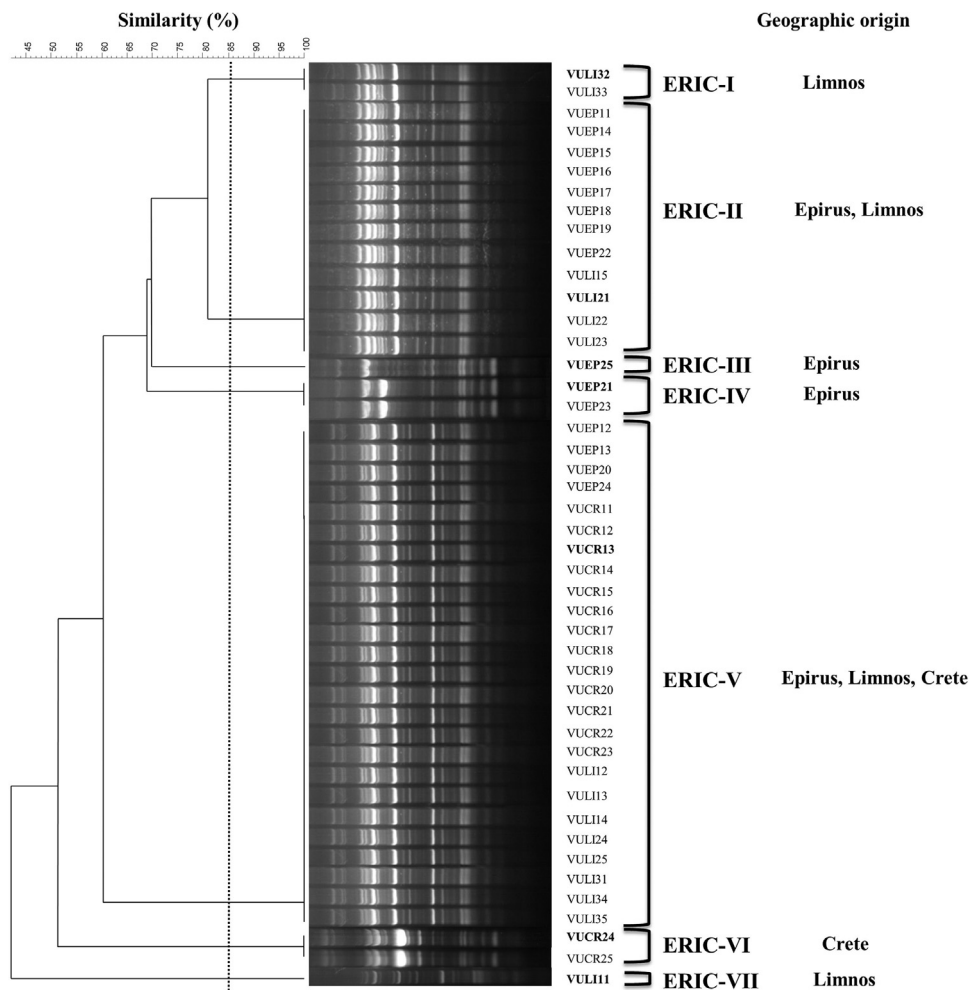 Similarity (%)
Geographic origin
45 50 55 60 65 70 75 80 85 90 95 100
VULI32
VULI33
ERIC-I
Limnos
VUEP11
VUEP14
VUEP15
VUEP16
VUEP17
VUEP18
VUEP19
VUEP22
VULI15
VULI21
VULI22
VULI23
ERIC-II
Epirus, Limnos
VUEP25
ERIC-III
Epirus
VUEP21
VUEP23
ERIC-IV
Epirus
VUEP12
VUEP13
VUEP20
VUEP24
VUCR11
VUCR12
VUCR13
VUCR14
VUCR15
VUCR16
VUCR17
VUCR18
VUCR19
VUCR20
VUCR21
VUCR22
VUCR23
VULI12
VULI13
VULI14
VULI24
VULI25
VULI31
VULI34
VULI35
ERIC-V
Epirus, Limnos, Crete
VUCR24
VUCR25
ERIC-VI
Crete
VULI11
ERIC-VII
Limnos